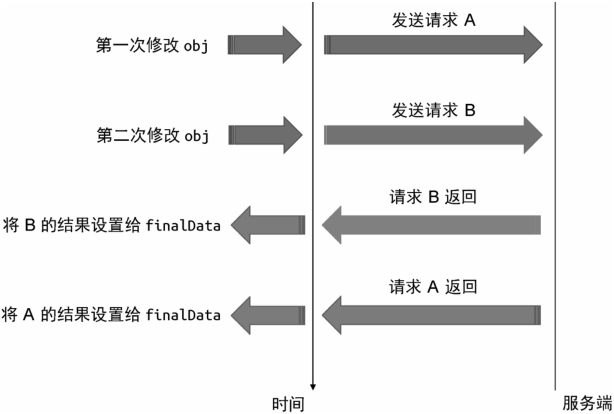 发送请求 A
第一次修改 obj
发送请求 B
第二次修改 obj
请求 B 返回
将 B 的结果设置给 finalData
请求 A 返回
将 A 的结果设置给 finalData
时间
服务端